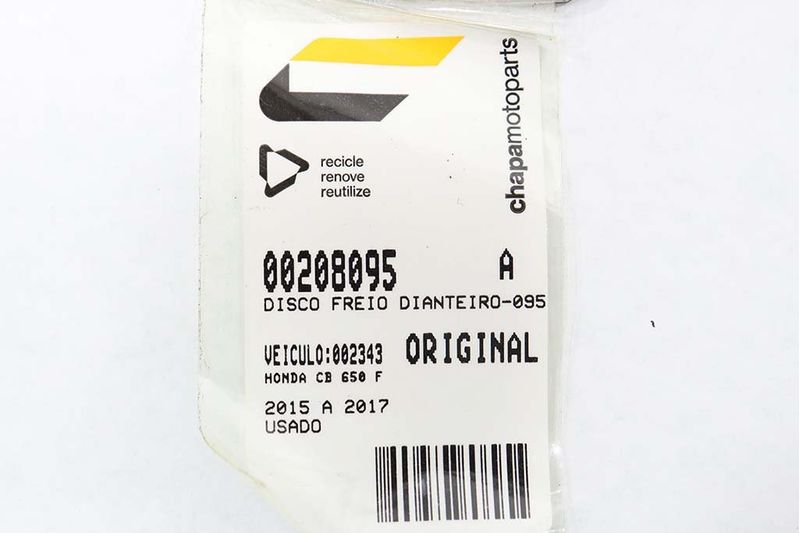 chapamotoparts
recicle
renove
reutilize
00208095 A
DISCO FREIO DIANTEIRO-095
VEICULO:002343 ORIGINAL
HONDA CB 650 F
2015 A 2017
USADO